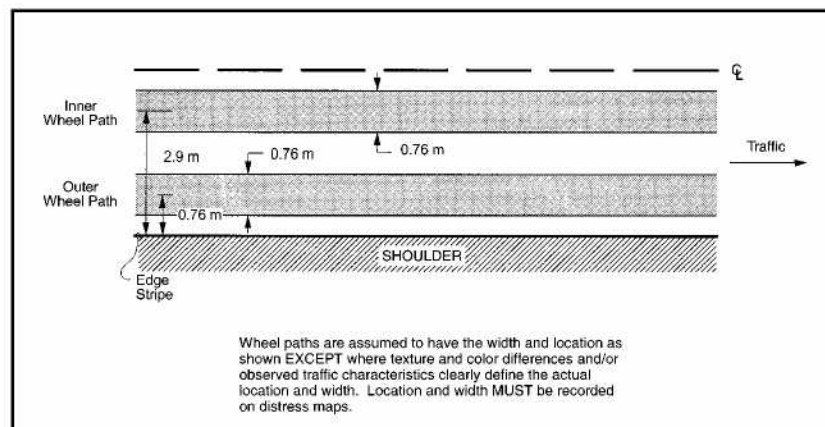 ℄
Inner
Wheel Path
2.9 m
0.76 m
0.76 m
Traffic
Outer
Wheel Path
0.76 m
SHOULDER
Edge
Stripe
Wheel paths are assumed to have the width and location as
shown EXCEPT where texture and color differences and/or
observed traffic characteristics clearly define the actual
location and width. Location and width MUST be recorded
on distress maps.